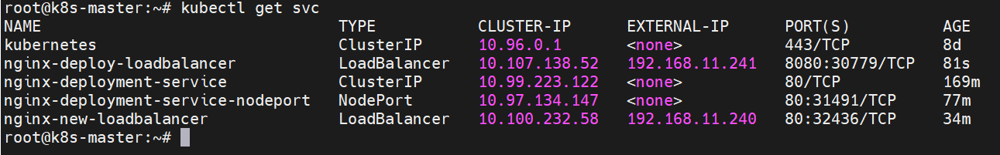 root@k8s-master:~# kubectl get svc
NAME TYPE CLUSTER-IP EXTERNAL-IP PORT(S) AGE
kubernetes ClusterIP 10.96.0.1 <none> 443/TCP 8d
nginx-deploy-loadbalancer LoadBalancer 10.107.138.52 192.168.11.241 8080:30779/TCP 81s
nginx-deployment-service ClusterIP 10.99.223.122 <none> 80/TCP 169m
nginx-deployment-service-nodeport NodePort 10.97.134.147 <none> 80:31491/TCP 77m
nginx-new-loadbalancer LoadBalancer 10.100.232.58 192.168.11.240 80:32436/TCP 34m
root@k8s-master:~#